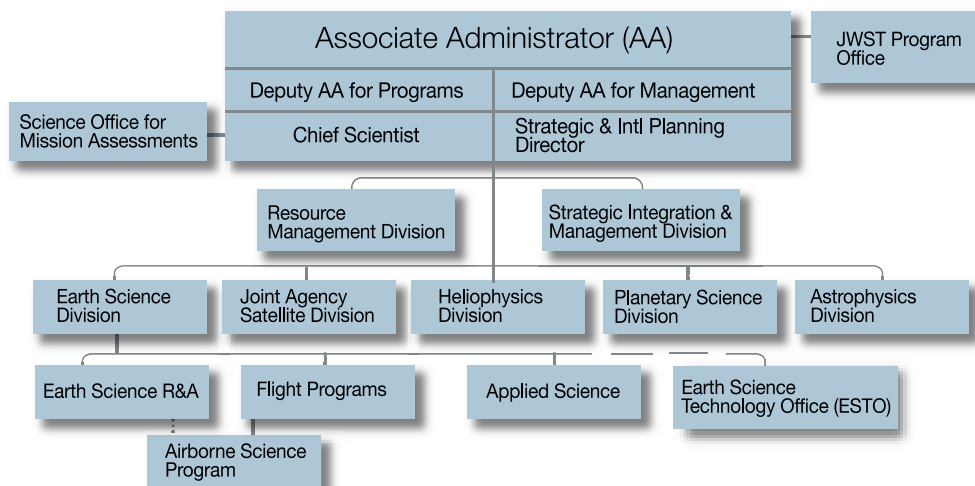 Associate Administrator (AA)
JWST Program
Office
Deputy AA for Programs
Deputy AA for Management
Science Office for
Mission Assessments
Chief Scientist
Strategic & Intl Planning
Director
Resource
Management Division
Strategic Integration &
Management Division
Earth Science
Division
Joint Agency
Satellite Division
Heliophysics
Division
Planetary Science
Division
Astrophysics
Division
Earth Science R&A
Flight Programs
Applied Science
Earth Science
Technology Office (ESTO)
Airborne Science
Program